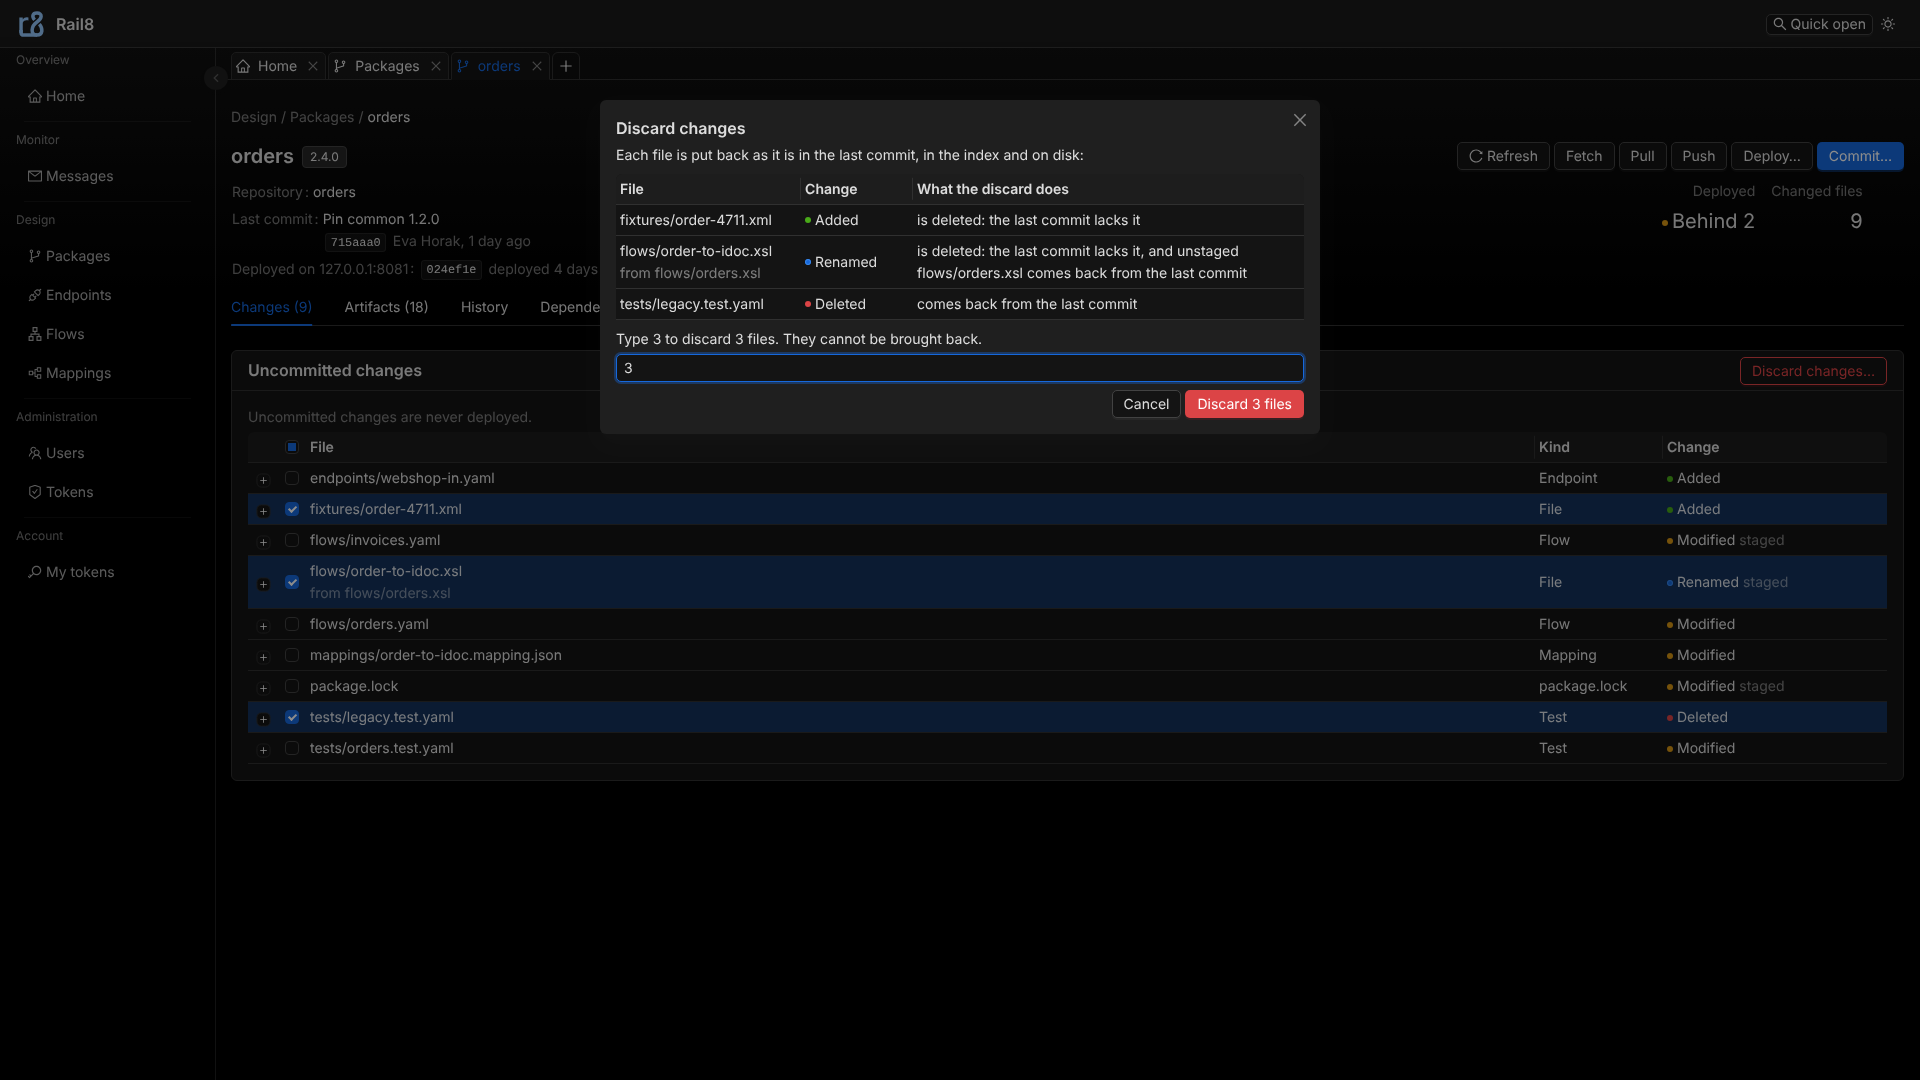 r8 Rail8
Quick open
Overview
Home
Monitor
Messages
Design
Packages
Endpoints
Flows
Mappings
Administration
Users
Tokens
Account
My tokens
Home
Packages
orders
Design / Packages / orders
orders 2.4.0
Refresh
Fetch
Pull
Push
Deploy...
Commit...
Repository: orders
Last commit: Pin common 1.2.0
715aaa0 Eva Horak, 1 day ago
Deployed on 127.0.0.1:8081: 024ef1e deployed 4 days
Deployed
Behind 2
Changed files
9
Changes (9)
Artifacts (18)
History
Depende
Discard changes
Each file is put back as it is in the last commit, in the index and on disk:
File Change What the discard does
fixtures/order-4711.xml Added is deleted: the last commit lacks it
flows/order-to-idoc.xsl Renamed is deleted: the last commit lacks it, and unstaged
from flows/orders.xsl flows/orders.xsl comes back from the last commit
tests/legacy.test.yaml Deleted comes back from the last commit
Type 3 to discard 3 files. They cannot be brought back.
3
Cancel
Discard 3 files
Uncommitted changes
Discard changes...
Uncommitted changes are never deployed.
File Kind Change
endpoints/webshop-in.yaml Endpoint Added
fixtures/order-4711.xml File Added
flows/invoices.yaml Flow Modified staged
flows/order-to-idoc.xsl File Renamed staged
from flows/orders.xsl
flows/orders.yaml Flow Modified
mappings/order-to-idoc.mapping.json Mapping Modified
package.lock package.lock Modified staged
tests/legacy.test.yaml Test Deleted
tests/orders.test.yaml Test Modified